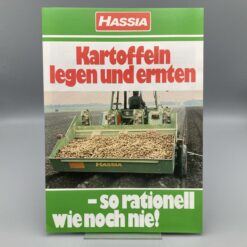 HASSIA
Kartoffeln
legen und ernten
HASSIA
– so rationell
wie noch nie!